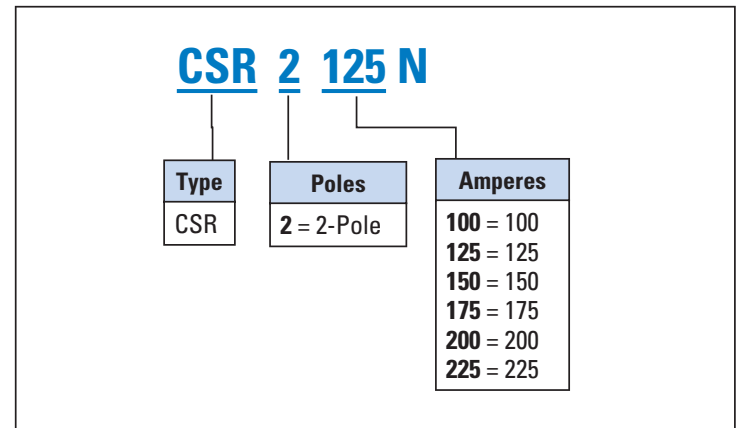 CSR 2 125 N
Type
CSR
Poles
2 = 2-Pole
Amperes
100 = 100
125 = 125
150 = 150
175 = 175
200 = 200
225 = 225